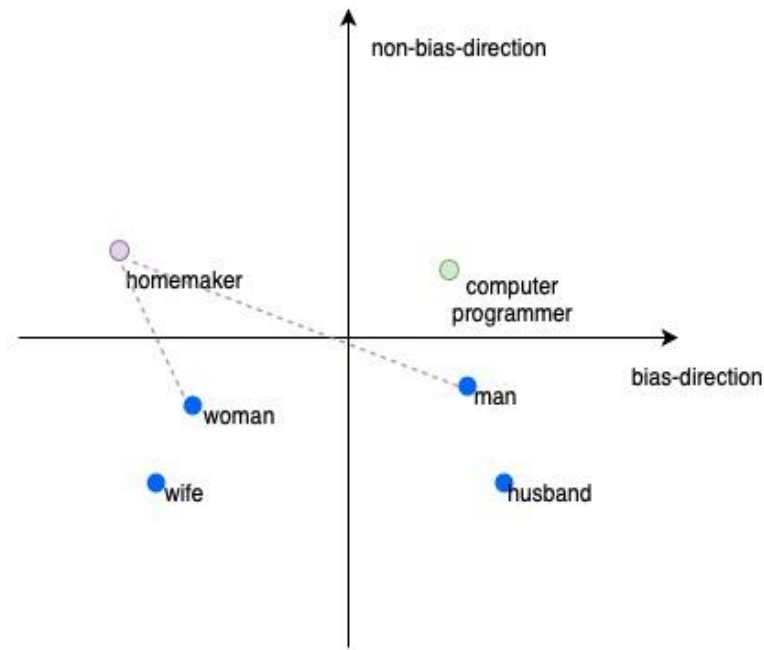 non-bias-direction
homemaker
computer
programmer
bias-direction
man
woman
wife
husband